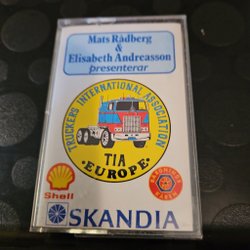 Mats Rådberg
&
Elisabeth Andreasson
presenterar
TRUCKERS INTERNATIONAL ASSOCIATION
TIA
•EUROPE•
Shell
SKANDIA